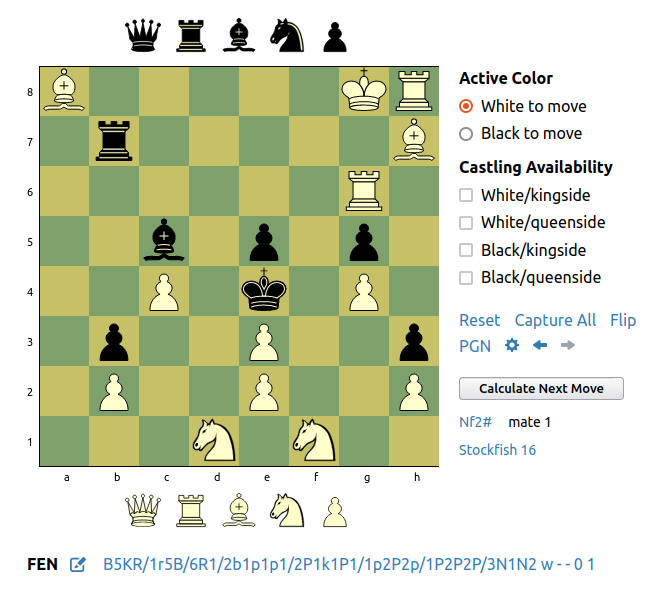 Active Color
8
White to move
Black to move
7
Castling Availability
6
White/kingside
White/queenside
5
Black/kingside
Black/queenside
4
Reset Capture All Flip
3
PGN
2
Calculate Next Move
Nf2# mate 1
1
Stockfish 16
a b c d e f g h
FEN B5KR/1r5B/6R1/2b1p1p1/2P1k1P1/1p2P2p/1P2P2P/3N1N2 w - - 0 1